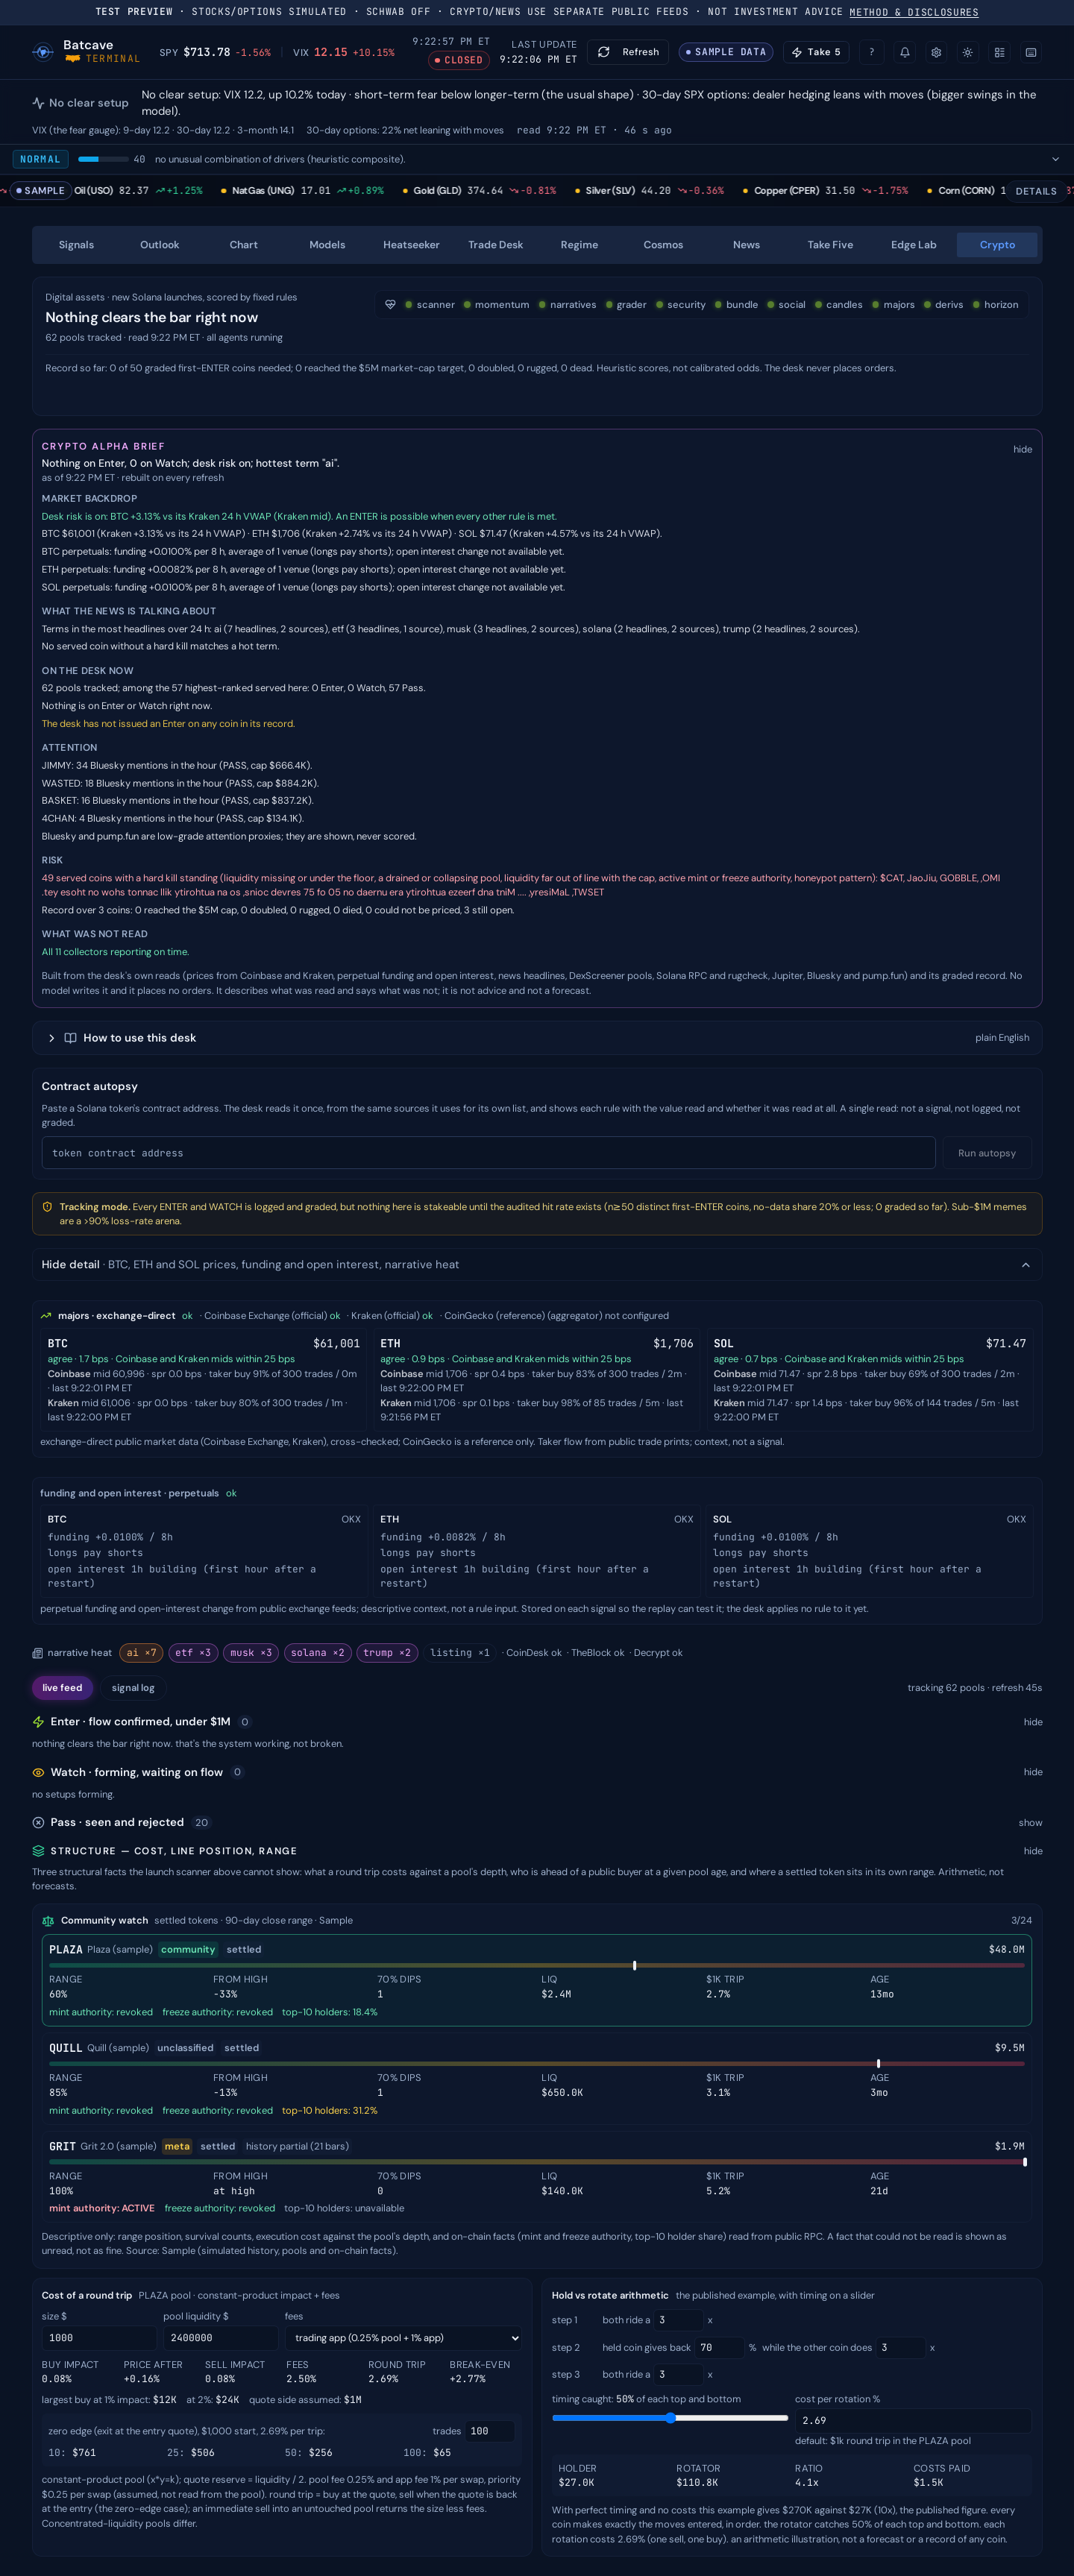 TEST PREVIEW · STOCKS/OPTIONS SIMULATED · SCHWAB OFF · CRYPTO/NEWS USE SEPARATE PUBLIC FEEDS · NOT INVESTMENT ADVICE METHOD & DISCLOSURES
Batcave
TERMINAL
SPY $713.78 -1.56%
VIX 12.15 +10.15%
9:22:57 PM ET
CLOSED
LAST UPDATE
9:22:06 PM ET
Refresh
SAMPLE DATA
Take 5
?
No clear setup
No clear setup: VIX 12.2, up 10.2% today · short-term fear below longer-term (the usual shape) · 30-day SPX options: dealer hedging leans with moves (bigger swings in the
model).
VIX (the fear gauge): 9-day 12.2 · 30-day 12.2 · 3-month 14.1 30-day options: 22% net leaning with moves read 9:22 PM ET · 46 s ago
NORMAL 40 no unusual combination of drivers (heuristic composite).
SAMPLE Oil (USO) 82.37 +1.25% NatGas (UNG) 17.01 +0.89% Gold (GLD) 374.64 -0.81% Silver (SLV) 44.20 -0.36% Copper (CPER) 31.50 -1.75% Corn (CORN) DETAILS
Signals Outlook Chart Models Heatseeker Trade Desk Regime Cosmos News Take Five Edge Lab Crypto
Digital assets · new Solana launches, scored by fixed rules
Nothing clears the bar right now
62 pools tracked · read 9:22 PM ET · all agents running
scanner momentum narratives grader security bundle social candles majors derivs horizon
Record so far: 0 of 50 graded first-ENTER coins needed; 0 reached the $5M market-cap target, 0 doubled, 0 rugged, 0 dead. Heuristic scores, not calibrated odds. The desk never places orders.
CRYPTO ALPHA BRIEF
hide
Nothing on Enter, 0 on Watch; desk risk on; hottest term "ai".
as of 9:22 PM ET · rebuilt on every refresh
MARKET BACKDROP
Desk risk is on: BTC +3.13% vs its Kraken 24 h VWAP (Kraken mid). An ENTER is possible when every other rule is met.
BTC $61,001 (Kraken +3.13% vs its 24 h VWAP) · ETH $1,706 (Kraken +2.74% vs its 24 h VWAP) · SOL $71.47 (Kraken +4.57% vs its 24 h VWAP).
BTC perpetuals: funding +0.0100% per 8 h, average of 1 venue (longs pay shorts); open interest change not available yet.
ETH perpetuals: funding +0.0082% per 8 h, average of 1 venue (longs pay shorts); open interest change not available yet.
SOL perpetuals: funding +0.0100% per 8 h, average of 1 venue (longs pay shorts); open interest change not available yet.
WHAT THE NEWS IS TALKING ABOUT
Terms in the most headlines over 24 h: ai (7 headlines, 2 sources), etf (3 headlines, 1 source), musk (3 headlines, 2 sources), solana (2 headlines, 2 sources), trump (2 headlines, 2 sources).
No served coin without a hard kill matches a hot term.
ON THE DESK NOW
62 pools tracked; among the 57 highest-ranked served here: 0 Enter, 0 Watch, 57 Pass.
Nothing is on Enter or Watch right now.
The desk has not issued an Enter on any coin in its record.
ATTENTION
JIMMY: 34 Bluesky mentions in the hour (PASS, cap $666.4K).
WASTED: 18 Bluesky mentions in the hour (PASS, cap $884.2K).
BASKET: 16 Bluesky mentions in the hour (PASS, cap $837.2K).
4CHAN: 4 Bluesky mentions in the hour (PASS, cap $134.1K).
Bluesky and pump.fun are low-grade attention proxies; they are shown, never scored.
RISK
49 served coins with a hard kill standing (liquidity missing or under the floor, a drained or collapsing pool, liquidity far out of line with the cap, active mint or freeze authority, honeypot pattern): $CAT, JaoJiu, GOBBLE, ,OMI
.tey esoht no wohs tonnac llik ytirohtua na os ,snioc devres 75 fo 05 no daernu era ytirohtua ezeerf dna tniM .... ,yresiMaL ,TWSET
Record over 3 coins: 0 reached the $5M cap, 0 doubled, 0 rugged, 0 died, 0 could not be priced, 3 still open.
WHAT WAS NOT READ
All 11 collectors reporting on time.
Built from the desk's own reads (prices from Coinbase and Kraken, perpetual funding and open interest, news headlines, DexScreener pools, Solana RPC and rugcheck, Jupiter, Bluesky and pump.fun) and its graded record. No
model writes it and it places no orders. It describes what was read and says what was not; it is not advice and not a forecast.
How to use this desk
plain English
Contract autopsy
Paste a Solana token's contract address. The desk reads it once, from the same sources it uses for its own list, and shows each rule with the value read and whether it was read at all. A single read: not a signal, not logged, not
graded.
token contract address
Run autopsy
Tracking mode. Every ENTER and WATCH is logged and graded, but nothing here is stakeable until the audited hit rate exists (n≥50 distinct first-ENTER coins, no-data share 20% or less; 0 graded so far). Sub-$1M memes
are a >90% loss-rate arena.
Hide detail · BTC, ETH and SOL prices, funding and open interest, narrative heat
majors · exchange-direct ok · Coinbase Exchange (official) ok · Kraken (official) ok · CoinGecko (reference) (aggregator) not configured
BTC $61,001
agree · 1.7 bps · Coinbase and Kraken mids within 25 bps
Coinbase mid 60,996 · spr 0.0 bps · taker buy 91% of 300 trades / 0m
· last 9:22:01 PM ET
Kraken mid 61,006 · spr 0.0 bps · taker buy 80% of 300 trades / 1m ·
last 9:22:00 PM ET
ETH $1,706
agree · 0.9 bps · Coinbase and Kraken mids within 25 bps
Coinbase mid 1,706 · spr 0.4 bps · taker buy 83% of 300 trades / 2m ·
last 9:22:00 PM ET
Kraken mid 1,706 · spr 0.1 bps · taker buy 98% of 85 trades / 5m · last
9:21:56 PM ET
SOL $71.47
agree · 0.7 bps · Coinbase and Kraken mids within 25 bps
Coinbase mid 71.47 · spr 2.8 bps · taker buy 69% of 300 trades / 2m ·
last 9:22:01 PM ET
Kraken mid 71.47 · spr 1.4 bps · taker buy 96% of 144 trades / 5m · last
9:22:00 PM ET
exchange-direct public market data (Coinbase Exchange, Kraken), cross-checked; CoinGecko is a reference only. Taker flow from public trade prints; context, not a signal.
funding and open interest · perpetuals ok
BTC OKX
funding +0.0100% / 8h
longs pay shorts
open interest 1h building (first hour after a
restart)
ETH OKX
funding +0.0082% / 8h
longs pay shorts
open interest 1h building (first hour after a
restart)
SOL OKX
funding +0.0100% / 8h
longs pay shorts
open interest 1h building (first hour after a
restart)
perpetual funding and open-interest change from public exchange feeds; descriptive context, not a rule input. Stored on each signal so the replay can test it; the desk applies no rule to it yet.
narrative heat ai ×7 etf ×3 musk ×3 solana ×2 trump ×2 listing ×1 · CoinDesk ok · TheBlock ok · Decrypt ok
live feed signal log
tracking 62 pools · refresh 45s
Enter · flow confirmed, under $1M 0
hide
nothing clears the bar right now. that's the system working, not broken.
Watch · forming, waiting on flow 0
hide
no setups forming.
Pass · seen and rejected 20
show
STRUCTURE — COST, LINE POSITION, RANGE
hide
Three structural facts the launch scanner above cannot show: what a round trip costs against a pool's depth, who is ahead of a public buyer at a given pool age, and where a settled token sits in its own range. Arithmetic, not
forecasts.
Community watch settled tokens · 90-day close range · Sample
3/24
PLAZA Plaza (sample) community settled $48.0M
RANGE FROM HIGH 70% DIPS LIQ $1K TRIP AGE
60% -33% 1 $2.4M 2.7% 13mo
mint authority: revoked freeze authority: revoked top-10 holders: 18.4%
QUILL Quill (sample) unclassified settled $9.5M
RANGE FROM HIGH 70% DIPS LIQ $1K TRIP AGE
85% -13% 1 $650.0K 3.1% 3mo
mint authority: revoked freeze authority: revoked top-10 holders: 31.2%
GRIT Grit 2.0 (sample) meta settled history partial (21 bars) $1.9M
RANGE FROM HIGH 70% DIPS LIQ $1K TRIP AGE
100% at high 0 $140.0K 5.2% 21d
mint authority: ACTIVE freeze authority: revoked top-10 holders: unavailable
Descriptive only: range position, survival counts, execution cost against the pool's depth, and on-chain facts (mint and freeze authority, top-10 holder share) read from public RPC. A fact that could not be read is shown as
unread, not as fine. Source: Sample (simulated history, pools and on-chain facts).
Cost of a round trip PLAZA pool · constant-product impact + fees
size $ pool liquidity $ fees
1000 2400000 trading app (0.25% pool + 1% app)
BUY IMPACT PRICE AFTER SELL IMPACT FEES ROUND TRIP BREAK-EVEN
0.08% +0.16% 0.08% 2.50% 2.69% +2.77%
largest buy at 1% impact: $12K at 2%: $24K quote side assumed: $1M
zero edge (exit at the entry quote), $1,000 start, 2.69% per trip: trades 100
10: $761 25: $506 50: $256 100: $65
constant-product pool (x*y=k); quote reserve = liquidity / 2. pool fee 0.25% and app fee 1% per swap, priority
$0.25 per swap (assumed, not read from the pool). round trip = buy at the quote, sell when the quote is back
at the entry (the zero-edge case); an immediate sell into an untouched pool returns the size less fees.
Concentrated-liquidity pools differ.
Hold vs rotate arithmetic the published example, with timing on a slider
step 1 both ride a 3 x
step 2 held coin gives back 70 % while the other coin does 3 x
step 3 both ride a 3 x
timing caught: 50% of each top and bottom
cost per rotation %
2.69
default: $1k round trip in the PLAZA pool
HOLDER ROTATOR RATIO COSTS PAID
$27.0K $110.8K 4.1x $1.5K
With perfect timing and no costs this example gives $270K against $27K (10x), the published figure. every
coin makes exactly the moves entered, in order. the rotator catches 50% of each top and bottom. each
rotation costs 2.69% (one sell, one buy). an arithmetic illustration, not a forecast or a record of any coin.